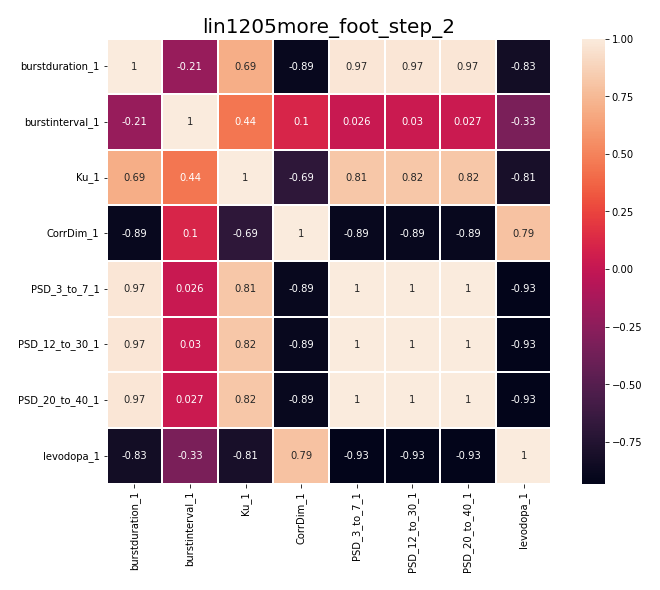 lin1205more_foot_step_2
burstduration_1 1 -0.21 0.69 -0.89 0.97 0.97 0.97 -0.83
burstinterval_1 -0.21 1 0.44 0.1 0.026 0.03 0.027 -0.33
Ku_1 0.69 0.44 1 -0.69 0.81 0.82 0.82 -0.81
CorrDim_1 -0.89 0.1 -0.69 1 -0.89 -0.89 -0.89 0.79
PSD_3_to_7_1 0.97 0.026 0.81 -0.89 1 1 1 -0.93
PSD_12_to_30_1 0.97 0.03 0.82 -0.89 1 1 1 -0.93
PSD_20_to_40_1 0.97 0.027 0.82 -0.89 1 1 1 -0.93
levodopa_1 -0.83 -0.33 -0.81 0.79 -0.93 -0.93 -0.93 1
burstduration_1
burstinterval_1
Ku_1
CorrDim_1
PSD_3_to_7_1
PSD_12_to_30_1
PSD_20_to_40_1
levodopa_1
1.00
0.75
0.50
0.25
0.00
-0.25
-0.50
-0.75